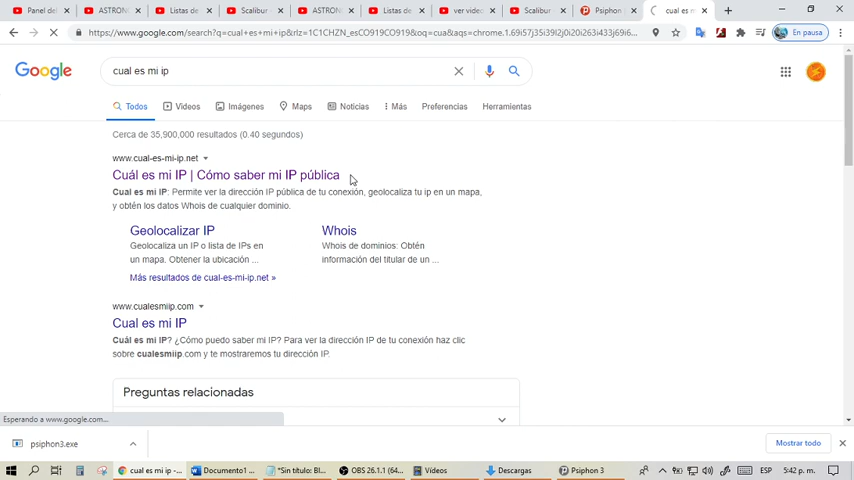 Panel del
ASTRON
Listas de
Scalibur
ASTRON
Listas de
ver video
Scalibur
Psiphon
cual es m
https://www.google.com/search?q=cual+es+mi+ip&rlz=1C1CHZN_esCO919CO919&oq=cua&aqs=chrome.1.69i57j35i39l2j0i20i263i433j69i6...
En pausa
Google
cual es mi ip
Todos
Videos
Imágenes
Maps
Noticias
Más
Preferencias
Herramientas
Cerca de 35,900,000 resultados (0.40 segundos)
www.cual-es-mi-ip.net
Cuál es mi IP | Cómo saber mi IP pública
Cual es mi IP: Permite ver la dirección IP pública de tu conexión, geolocaliza tu ip en un mapa,
y obtén los datos Whois de cualquier dominio.
Geolocalizar IP
Whois
Geolocaliza un IP o lista de IPs en
Whois de dominios: Obtén
un mapa. Obtener la ubicación ...
información del titular de un ...
Más resultados de cual-es-mi-ip.net »
www.cualesmiip.com
Cual es mi IP
Cuál es mi IP? ¿Cómo puedo saber mi IP? Para ver la dirección IP de tu conexión haz clic
sobre cualesmiip.com y te mostraremos tu dirección IP.
Preguntas relacionadas
Esperando a www.google.com...
psiphon3.exe
Mostrar todo
cual es mi ip -...
Documento1 ...
*Sin título: Bl...
OBS 26.1.1 (64...
Vídeos
Descargas
Psiphon 3
ESP
5:42 p. m.